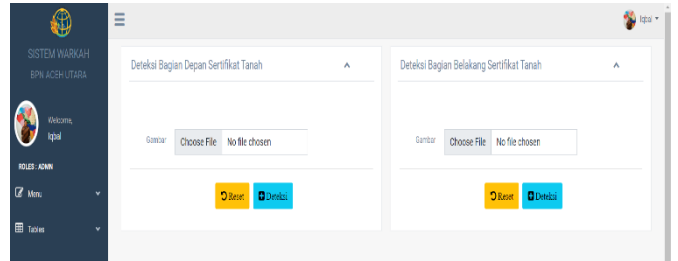 SISTEM WARKAH
BPN ACEH UTARA
Welcome,
Iqbal
ROLES : ADMIN
Menu
Tables
Iqbal
Deteksi Bagian Depan Sertifikat Tanah
Gambar Choose File No file chosen
Reset Deteksi
Deteksi Bagian Belakang Sertifikat Tanah
Gambar Choose File No file chosen
Reset Deteksi